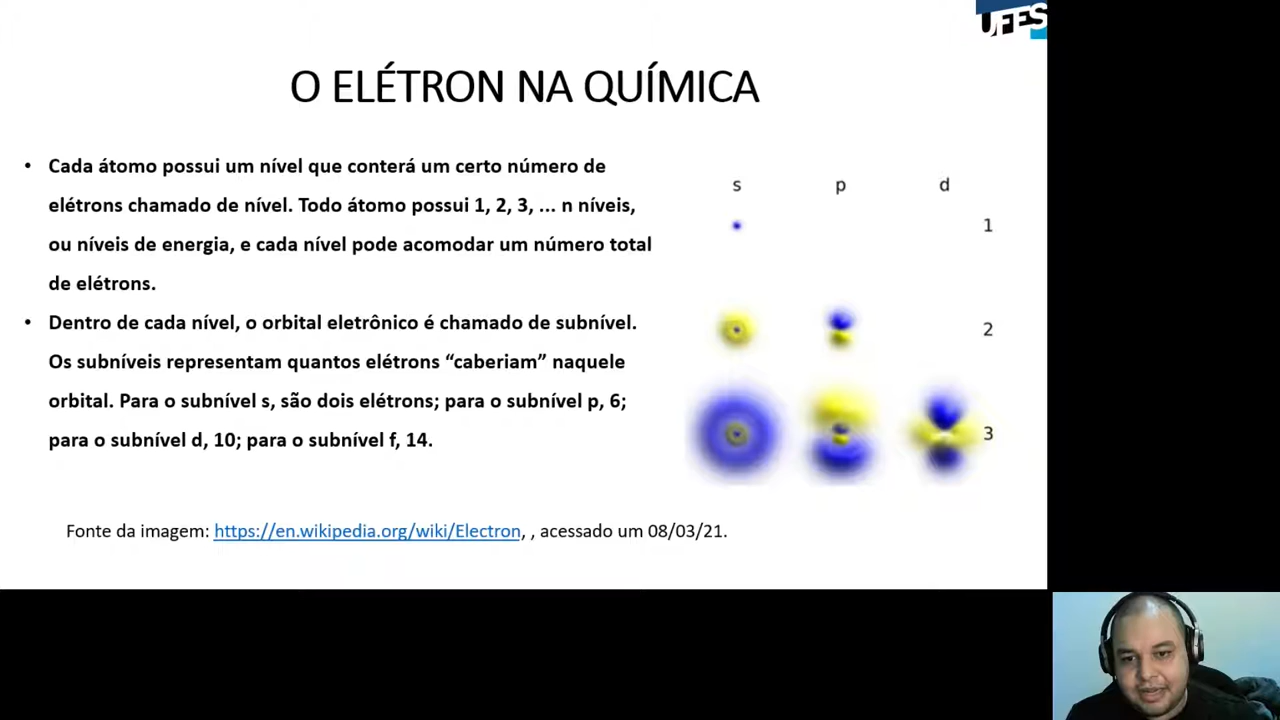 UFES
O ELÉTRON NA QUÍMICA
• Cada átomo possui um nível que conterá um certo número de
elétrons chamado de nível. Todo átomo possui 1, 2, 3, ... n níveis,
ou níveis de energia, e cada nível pode acomodar um número total
de elétrons.
• Dentro de cada nível, o orbital eletrônico é chamado de subnível.
Os subníveis representam quantos elétrons “caberiam” naquele
orbital. Para o subnível s, são dois elétrons; para o subnível p, 6;
para o subnível d, 10; para o subnível f, 14.
s p d
1
2
3
Fonte da imagem: https://en.wikipedia.org/wiki/Electron, , acessado um 08/03/21.